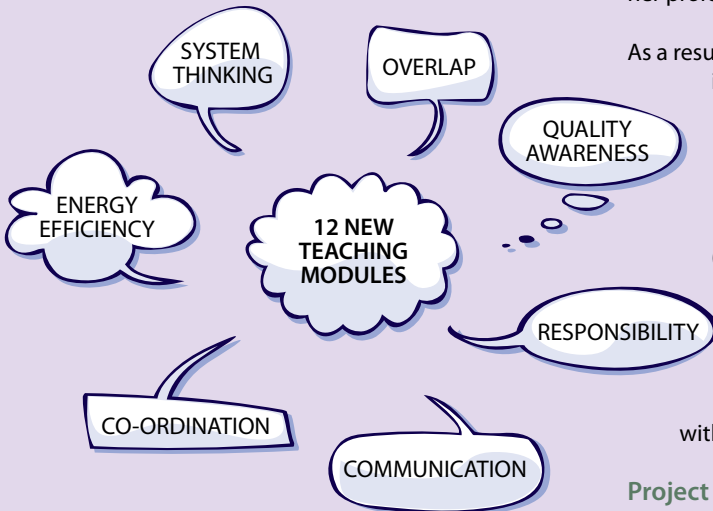 As a resu
SYSTEM
THINKING
OVERLAP
QUALITY
AWARENESS
ENERGY
EFFICIENCY
12 NEW
TEACHING
MODULES
RESPONSIBILITY
CO-ORDINATION
COMMUNICATION
with
Project